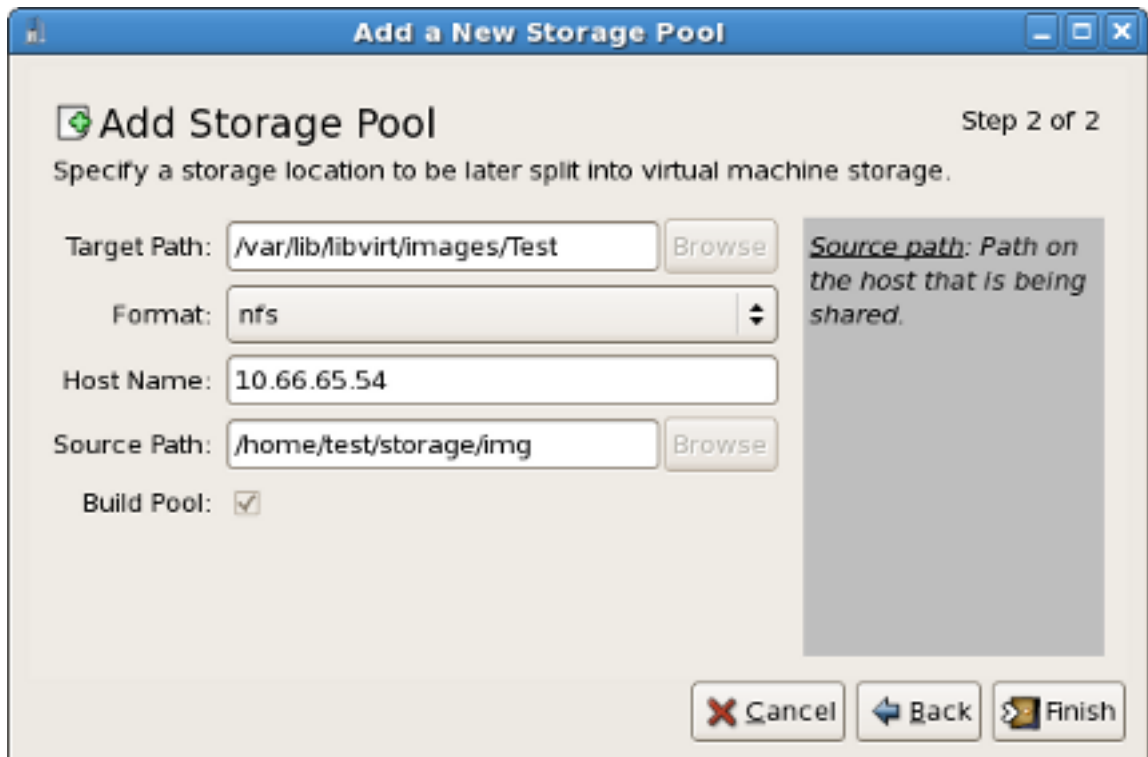 Add a New Storage Pool
Add Storage Pool
Step 2 of 2
Specify a storage location to be later split into virtual machine storage.
Target Path: /var/lib/libvirt/images/Test Browse
Source path: Path on
the host that is being
shared.
Format: nfs
Host Name: 10.66.65.54
Source Path: /home/test/storage/img Browse
Build Pool:
Cancel Back Finish